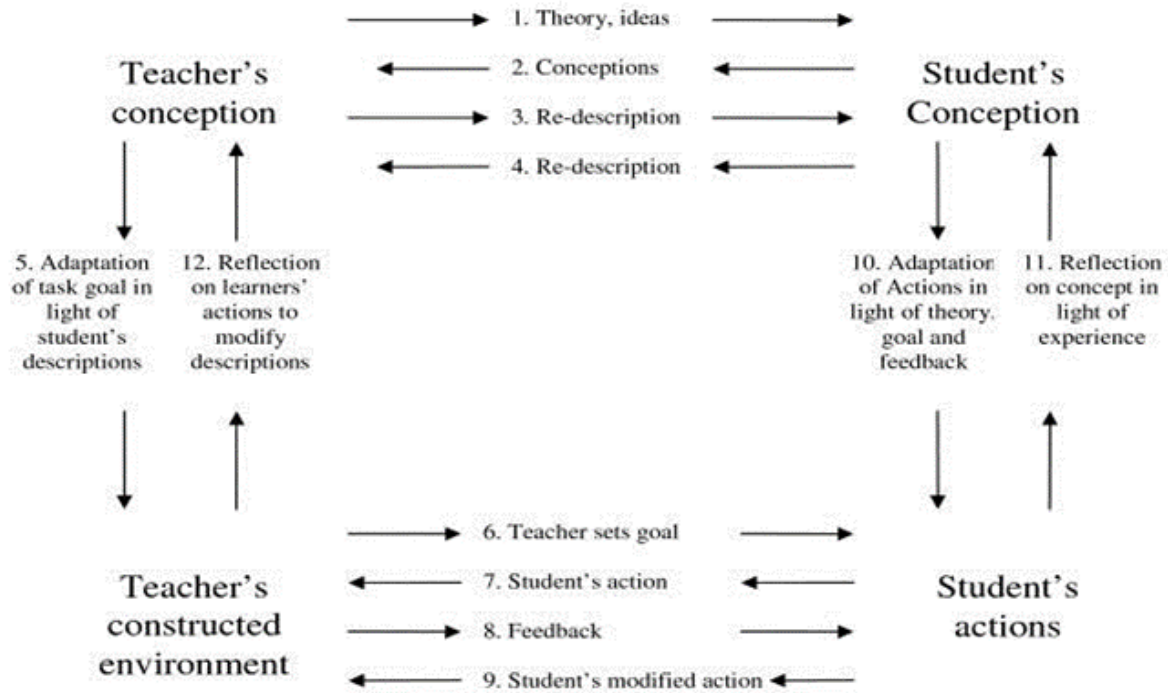 1. Theory, ideas
Teacher's
conception
2. Conceptions
Student's
Conception
3. Re-description
4. Re-description
5. Adaptation
of task goal in
light of
student's
descriptions
12. Reflection
on learners'
actions to
modify
descriptions
10. Adaptation
of Actions in
light of theory,
goal and
feedback
11. Reflection
on concept in
light of
experience
6. Teacher sets goal
Teacher's
constructed
environment
7. Student's action
Student's
actions
8. Feedback
9. Student's modified action